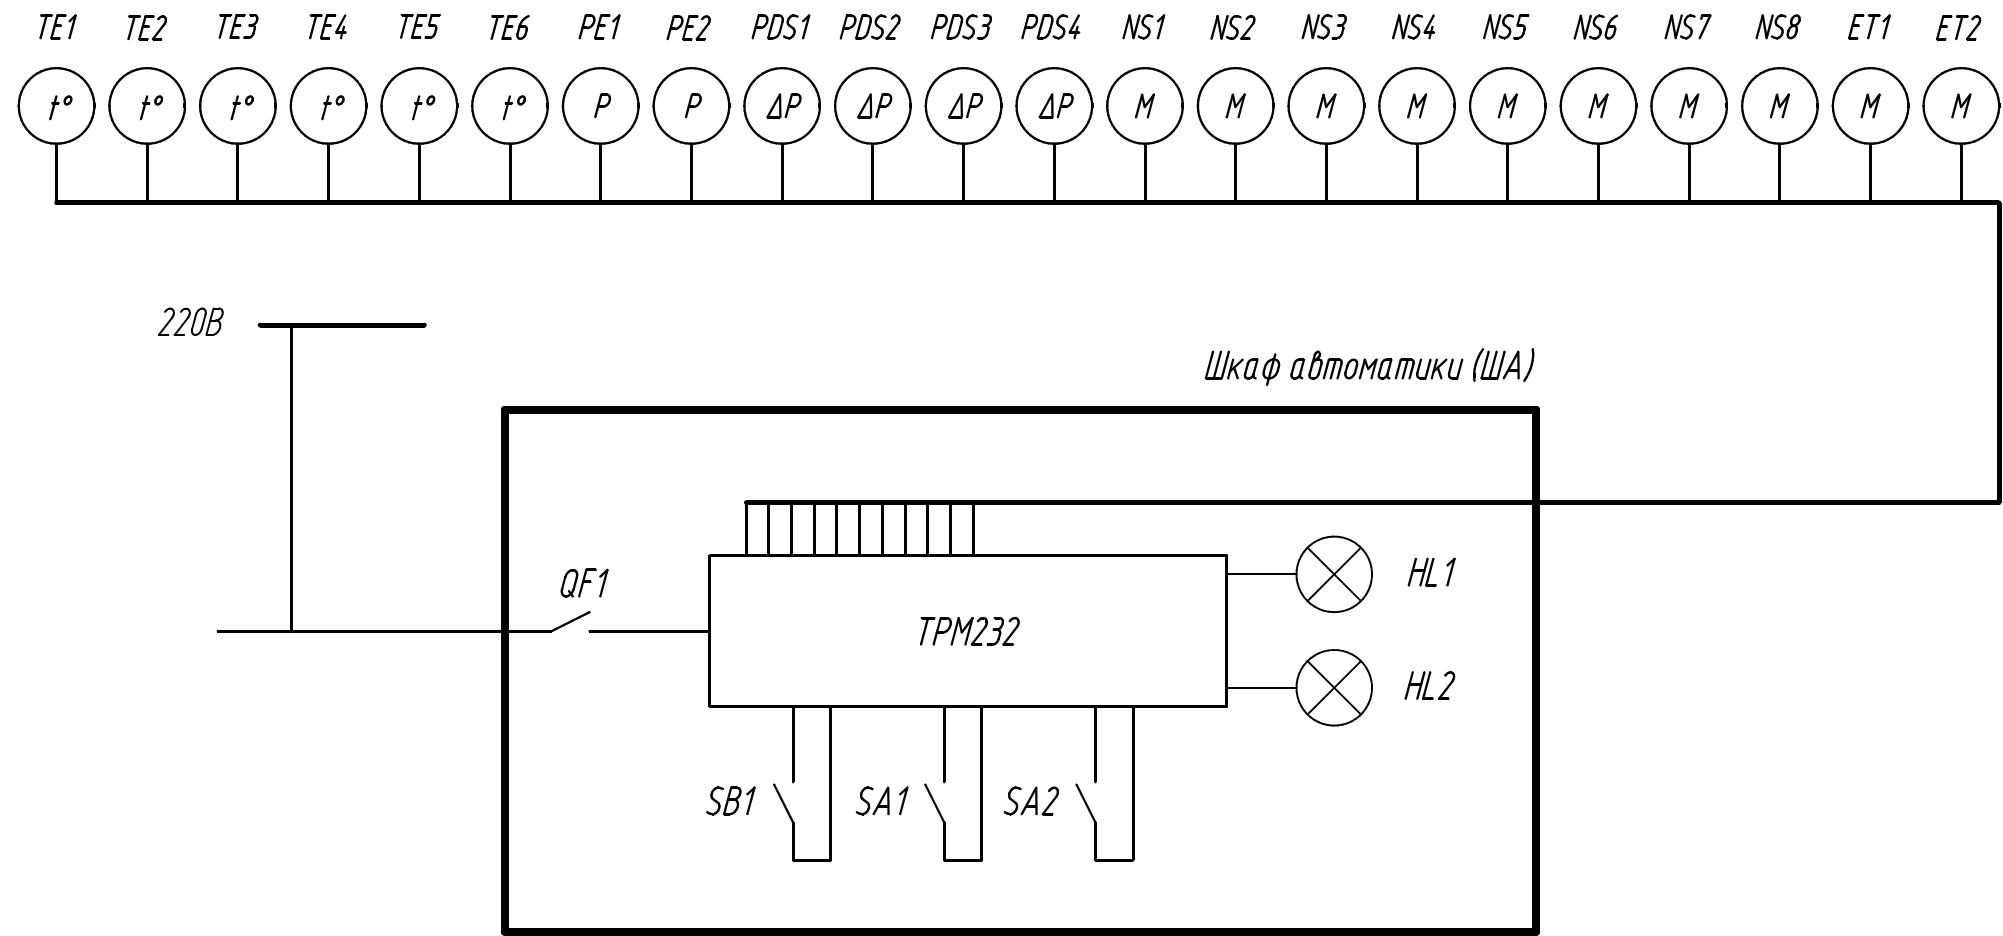 TE1 TE2 TE3 TE4 TE5 TE6 PE1 PE2 PDS1 PDS2 PDS3 PDS4 NS1 NS2 NS3 NS4 NS5 NS6 NS7 NS8 ET1 ET2
t° t° t° t° t° t° P P ΔP ΔP ΔP ΔP M M M M M M M M M M
220В
Шкаф автоматики (ША)
QF1
HL1
ТРМ232
HL2
SB1 SA1 SA2